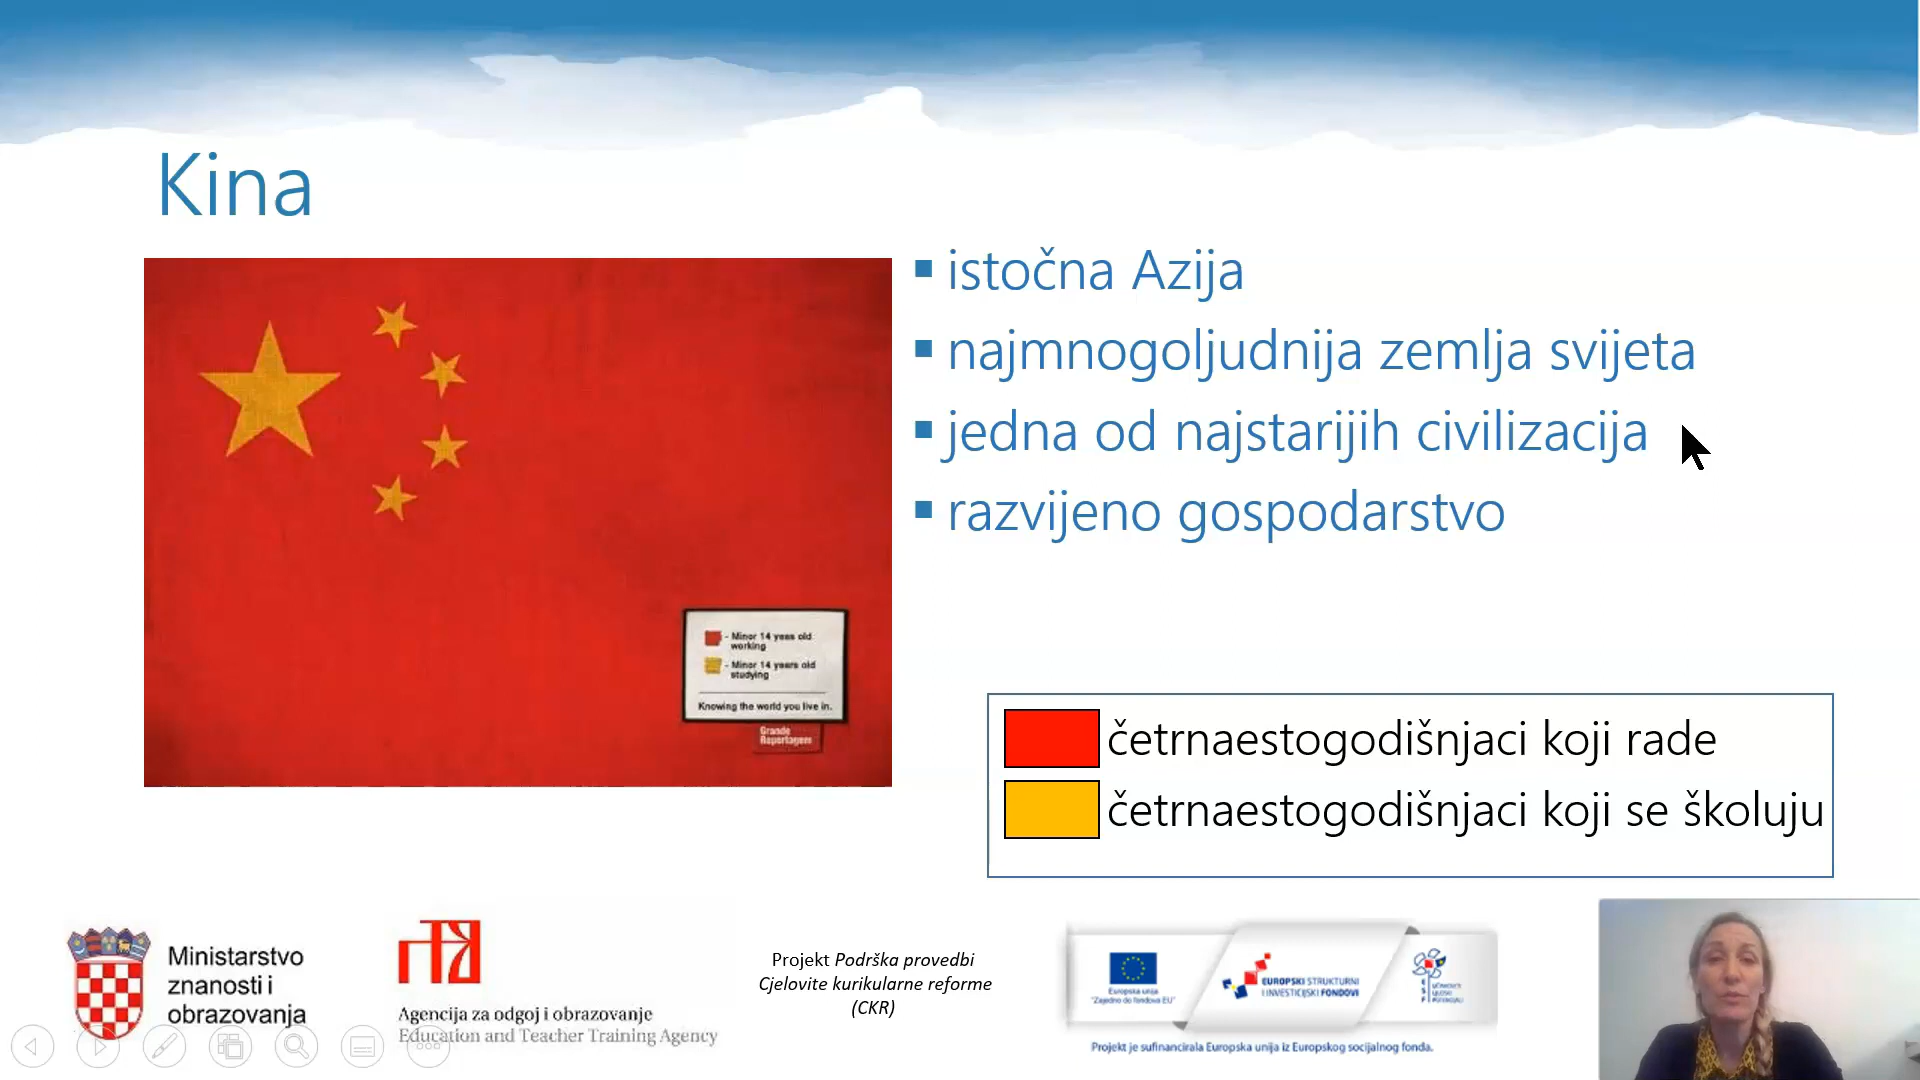 Kina
istočna Azija
najmnogoljudnija zemlja svijeta
jedna od najstarijih civilizacija
razvijeno gospodarstvo
- Minor 14 yeas old
working
- Minor 14 years old
studying
Knowing the world you live in.
Grande
Reportagem
četrnaestogodišnjaci koji rade
četrnaestogodišnjaci koji se školuju
Ministarstvo
znanosti i
obrazovanja
Agencija za odgoj i obrazovanje
Education and Teacher Training Agency
Projekt Podrška provedbi
Cjelovite kurikularne reforme
(CKR)
Europska unija
"Zajedno do fondova EU"
EUROPSKI STRUKTURNI
I INVESTICIJSKI FONDOVI
Projekt je sufinancirala Europska unija iz Europskog socijalnog fonda.